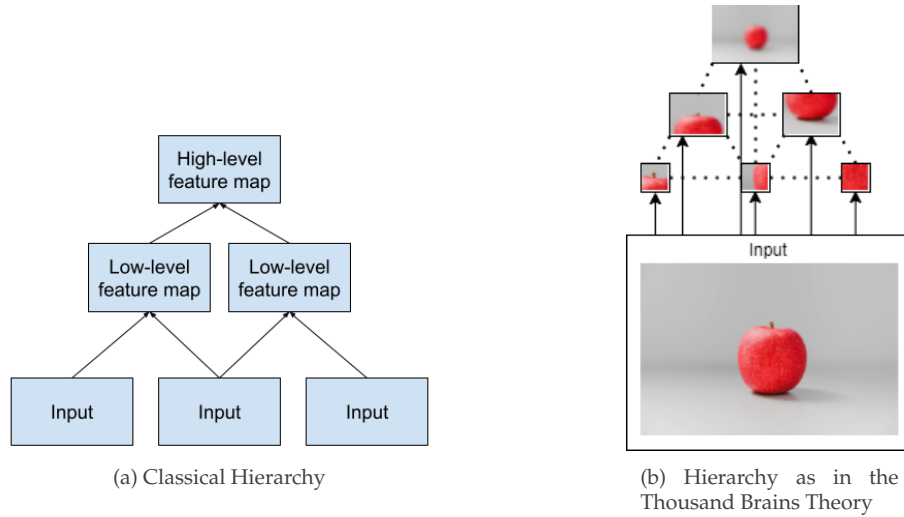 High-level
feature map
Low-level
feature map
Low-level
feature map
Input
Input
Input
(a) Classical Hierarchy
Input
(b) Hierarchy as in the
Thousand Brains Theory